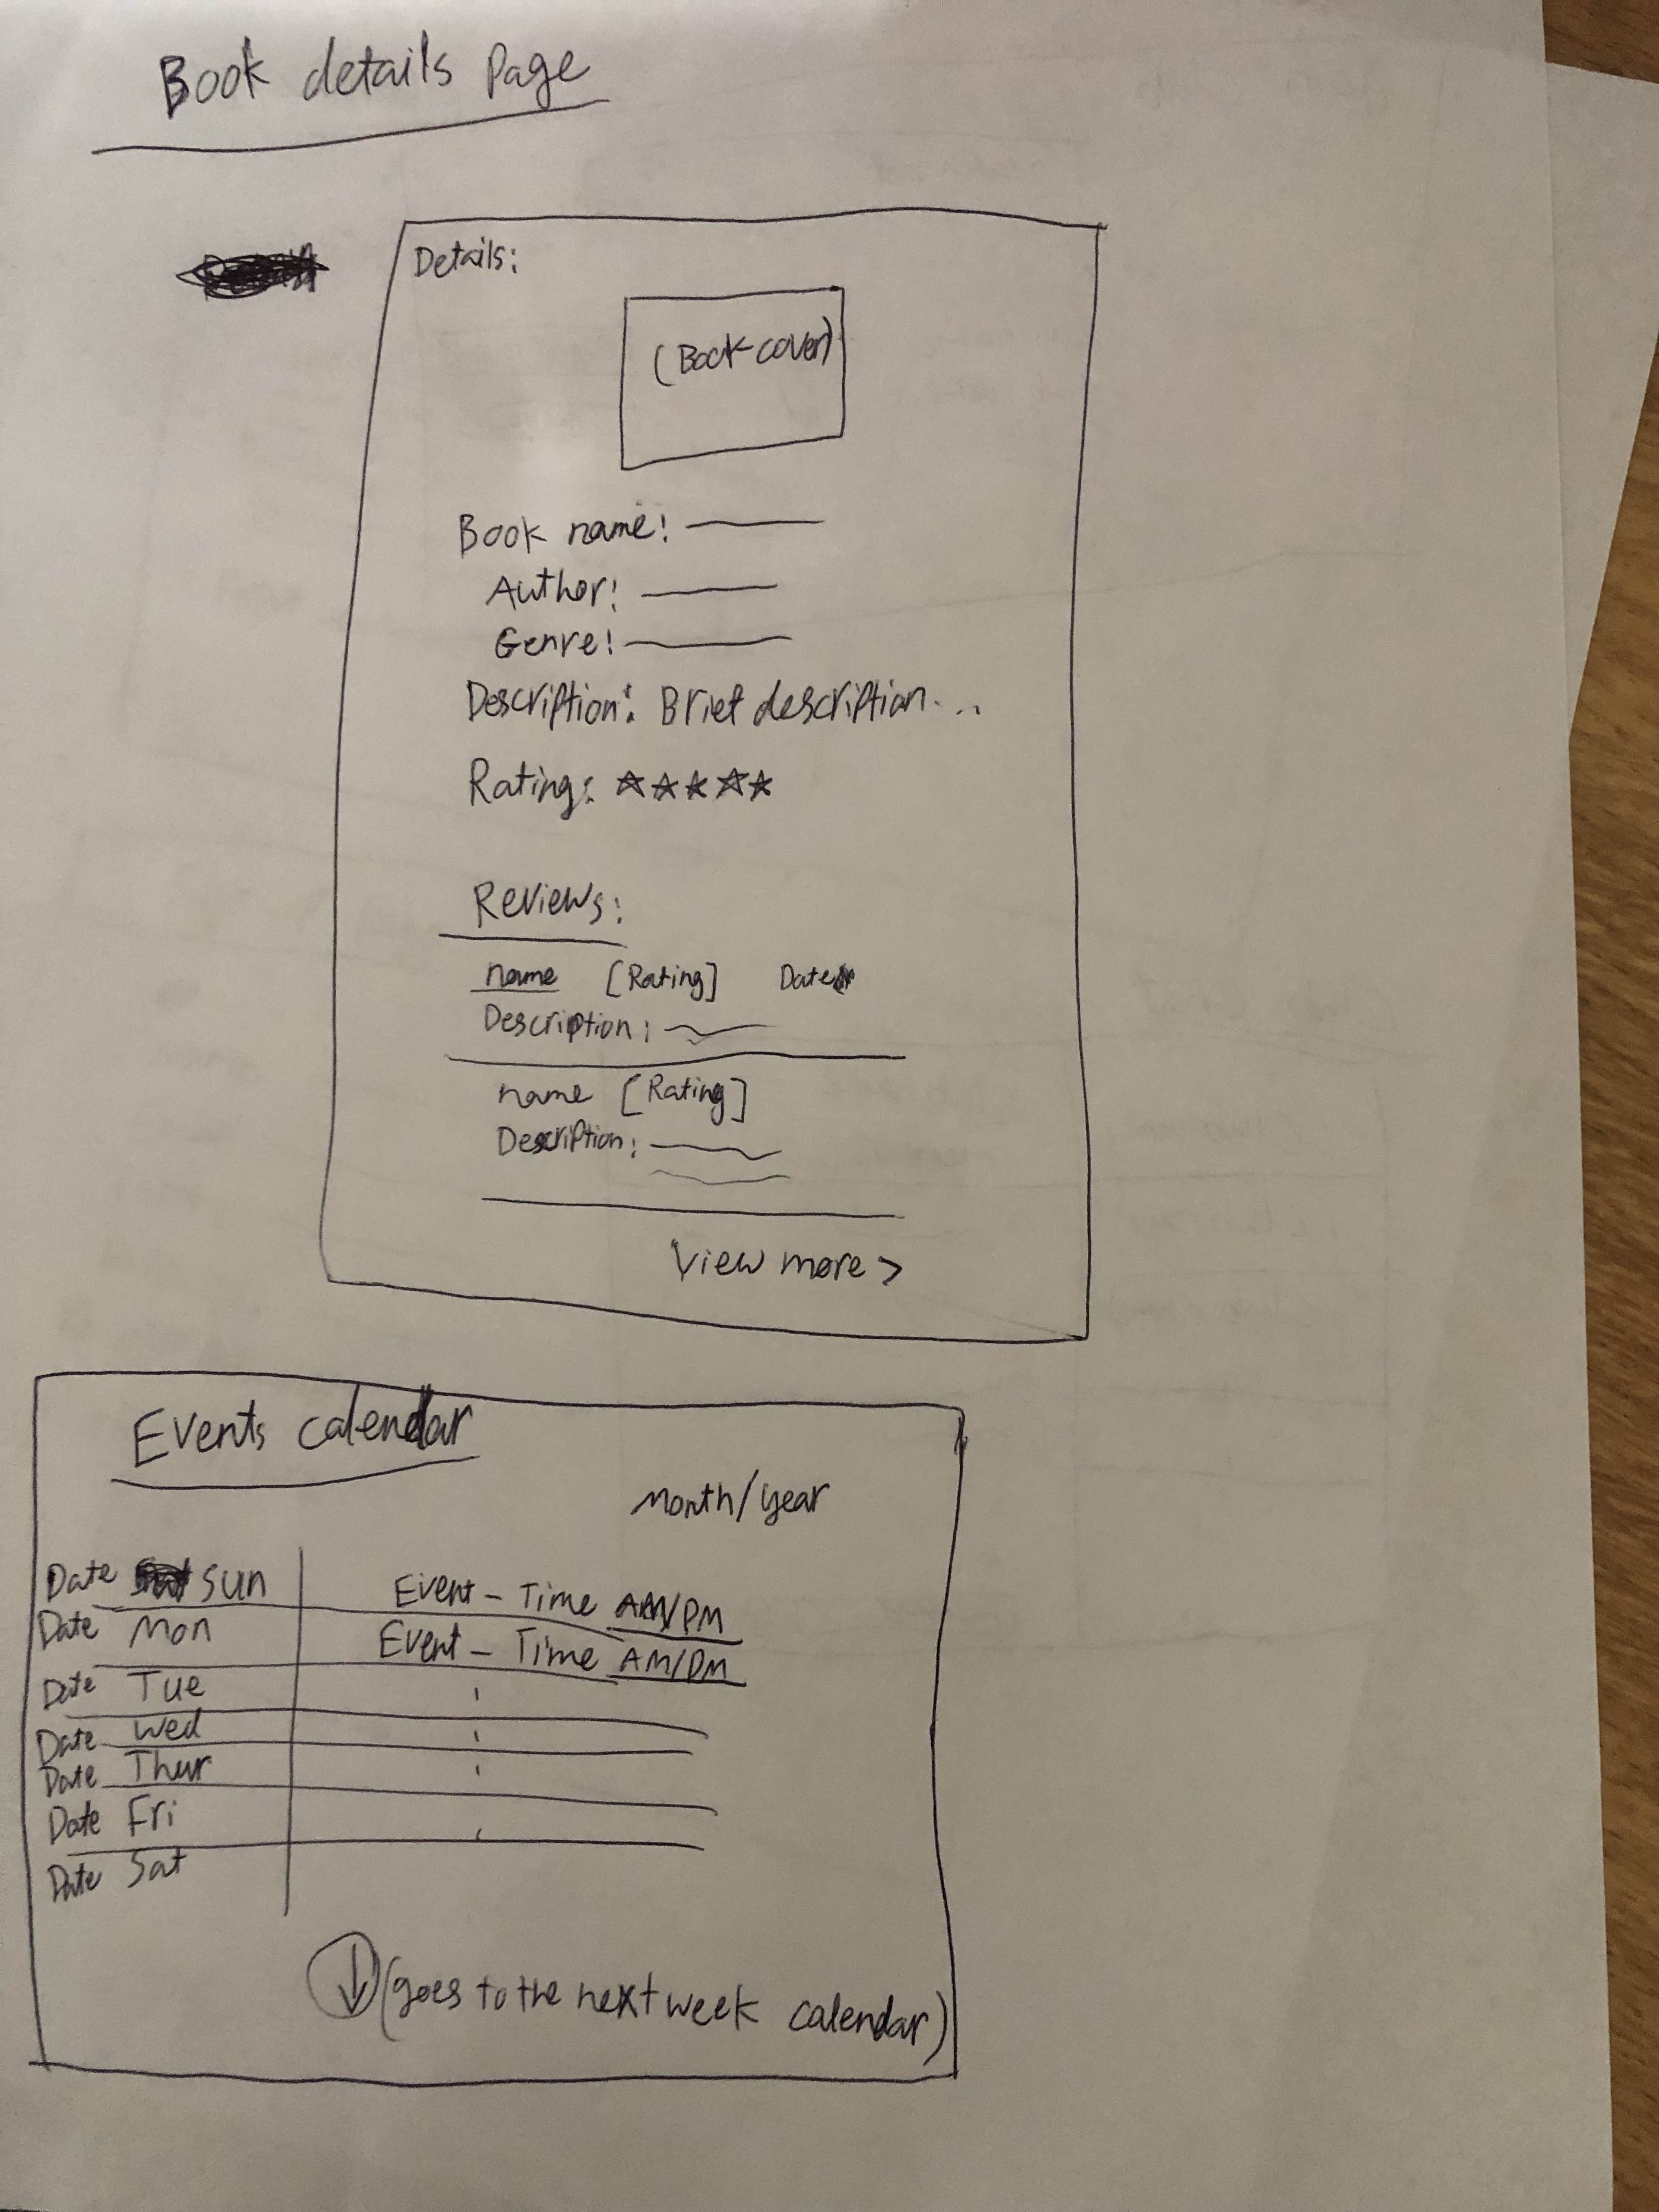 Book details Page
Details:
(Book cover)
Book name:
Author:
Genre:
Description: Brief description...
Rating: ☆☆☆☆☆
Reviews:
name [Rating] Date
Description:
name [Rating]
Description:
View more >
Events calendar
Month/year
Date Sun Event - Time AM/PM
Date Mon Event - Time AM/PM
Date Tue
Date Wed
Date Thur
Date Fri
Date Sat
↓ (goes to the next week calendar)